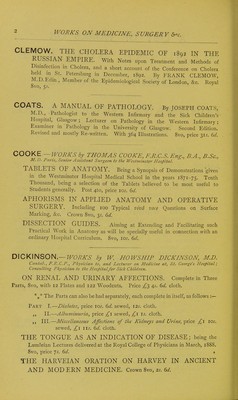 2 WORKS ON MEDICINE, SURGERY &c.
CLEMOW. THE CHOLERA EPIDEMIC OF 1892 IN THE
RUSSIAN EMPIRE. With Notes upon Treatment and Methods of
Disinfection in Cholera, and a short account of the Conference on Cholera
held in St. Petersburg in December, 1892. By FRANK CLEMOW,
M.D. Edin., Member of the Epidemiological Society of London, &c. Royal
8vo, 5s.
COATS. A MANUAL OF PATHOLOGY. By JOSEPH COATS,
M.D., Pathologist to the Western Infirmary and the Sick Children's
Hospital, Glasgow; Lecturer on Pathology in the Western Infirmary;
Examiner in Pathology in the University of Glasgow. Second Edition.
Revised and mostly Re-written. With 364 Illustrations. 8vo, price 31s. 6d.
COOKE.—WORKS by THOMAS COOKE, F.R.C.S. Eng., B.A., B.Sc.,
M.D. Paris, Senior Assistant Surgeon to the Westminster Hospital.
TABLETS OF ANATOMY. Being a Synopsis of Demonstrations given
in the Westminster Hospital Medical School in the years 1871-75. Tenth
Thousand, being a selection of the Tablets believed to be most useful to
Students generally. Post 4to, price 10s. 6d.
APHORISMS IN APPLIED ANATOMY AND OPERATIVE
SURGERY. Including 100 Typical vivâ voce Questions on Surface
Marking, &c. Crown 8vo, 3s. 6d.
DISSECTION GUIDES. Aiming at Extending and Facilitating such
Practical Work in Anatomy as will be specially useful in connection with an
ordinary Hospital Curriculum. 8vo, 10s. 6d.
DICKINSON.—WORKS by W. HOWSHIP DICKINSON, M.D.
Cantab., F.R.C.P., Physician to, and Lecturer on Medicine at, St. George's Hospital;
Consulting Physician to the Hospital for Sick Children.
ON RENAL AND URINARY AFFECTIONS. Complete in Three
Parts, 8vo, with 12 Plates and 122 Woodcuts. Price £3 4s. 6d. cloth.
*** The Parts can also be had separately, each complete in itself, as follows:—
PART I.—Diabetes, price 10s. 6d. sewed, 12s. cloth.
„ II.—Albuminuria, price £1 sewed, £1 1s. cloth.
„ III.—Miscellaneous Affections of the Kidneys and Urine, price £1 10s.
sewed, £1 11s. 6d. cloth.
THE TONGUE AS AN INDICATION OF DISEASE; being the
Lumleian Lectures delivered at the Royal College of Physicians in March, 1888.
8vo, price 7s. 6d.
THE HARVEIAN ORATION ON HARVEY IN ANCIENT
AND MODERN MEDICINE. Crown 8vo, 2s. 6d.